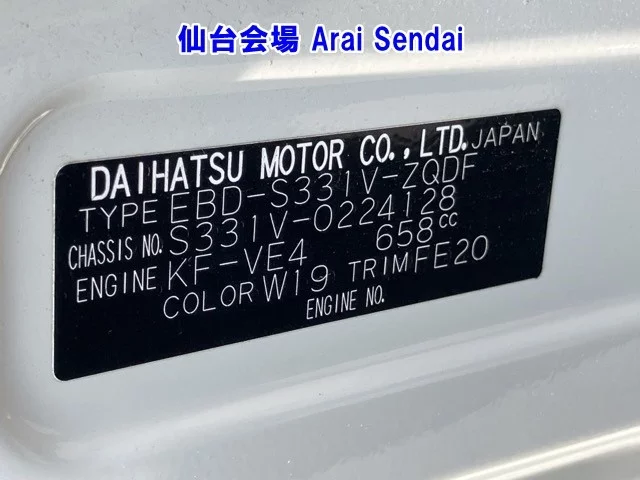 仙台会場 Arai Sendai
DAIHATSU MOTOR CO., LTD. JAPAN
TYPE EBD-S331V-ZQDF
CHASSIS NO. S331V-0224128
ENGINE KF-VE4 658cc
COLOR W19 TRIM FE20
ENGINE NO.